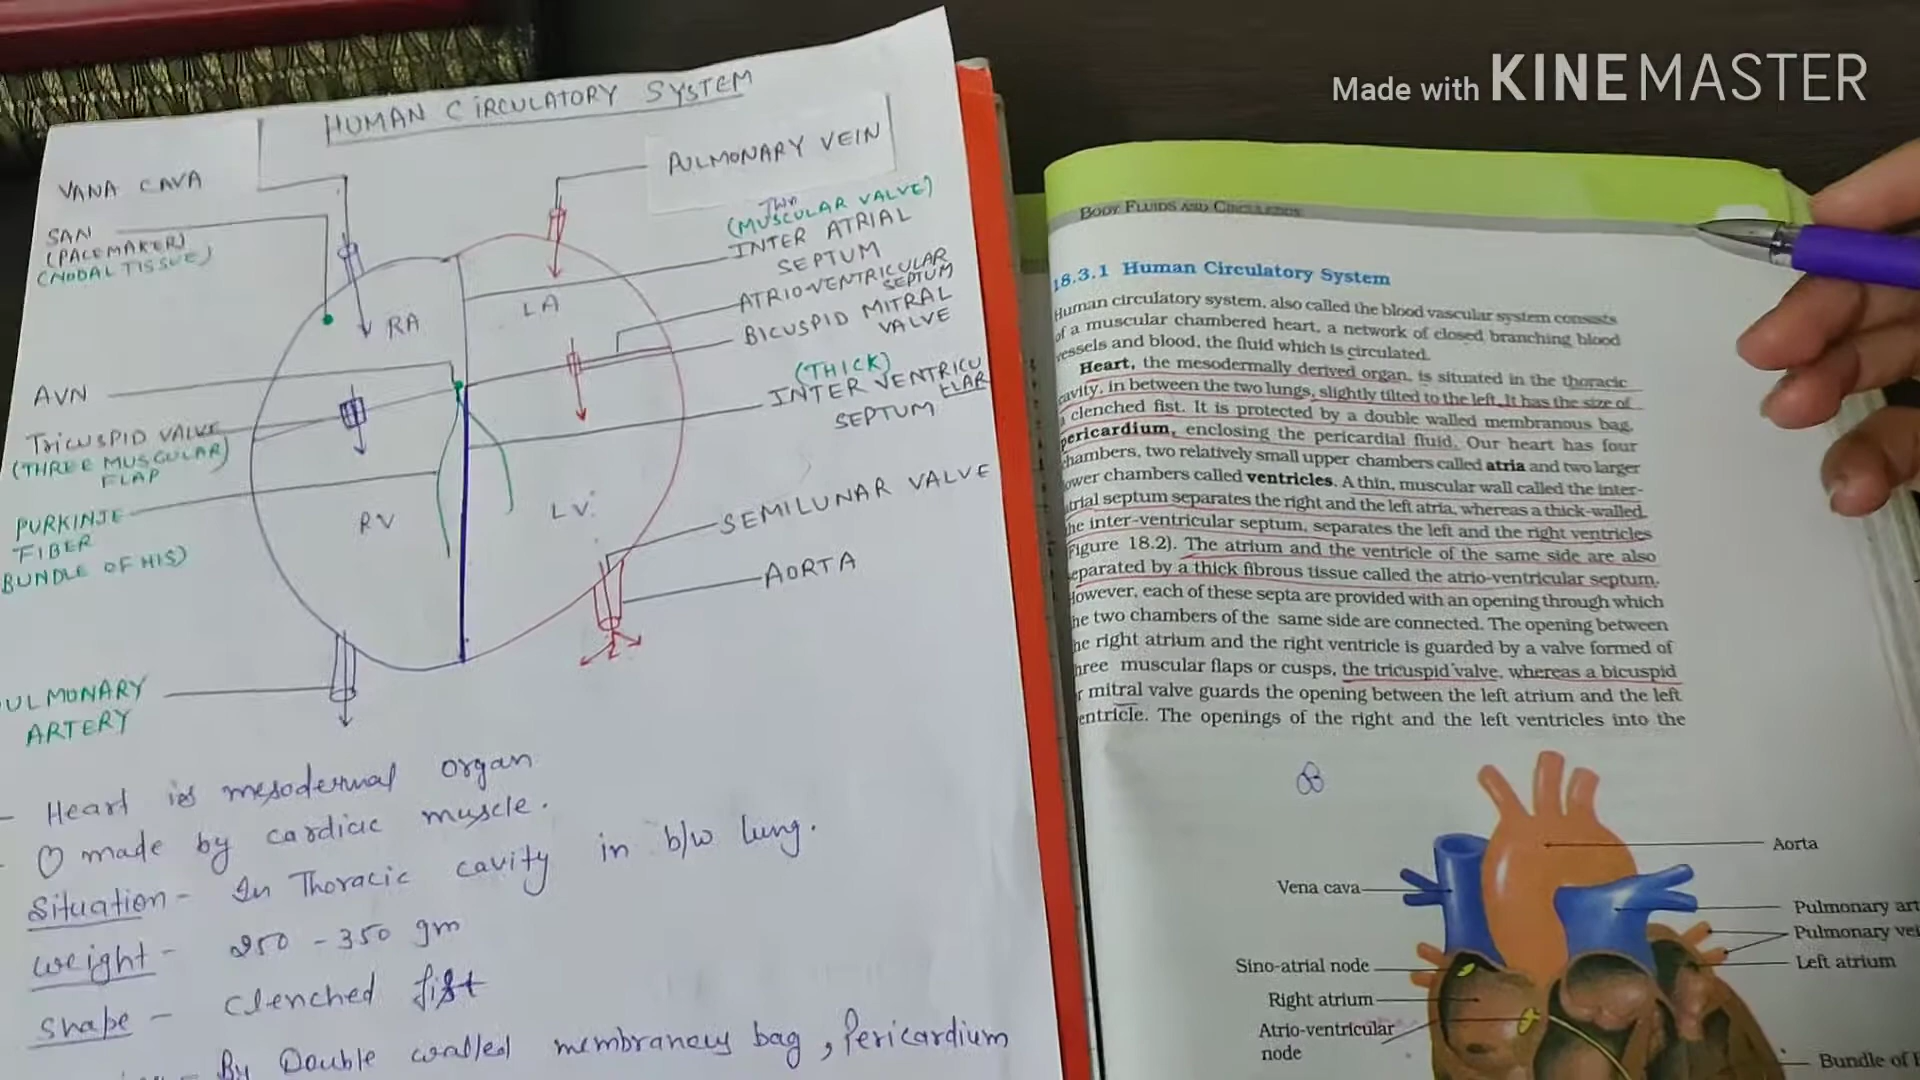 Made with KINEMASTER
HUMAN CIRCULATORY SYSTEM
VANA CAVA
PULMONARY VEIN
SAN
(PACEMAKER)
(NODAL TISSUE)
TWO
(MUSCULAR VALVE)
INTER ATRIAL
SEPTUM
ATRIO-VENTRICULAR
SEPTUM
BICUSPID MITRAL
VALVE
RA
LA
AVN
(THICK)
INTER VENTRICU
LAR
SEPTUM
TRICUSPID VALVE
(THREE MUSCULAR)
FLAP
PURKINJE
FIBER
BUNDLE OF HIS)
RV
LV
SEMILUNAR VALVE
AORTA
ULMONARY
ARTERY
- Heart is mesodermal organ
- made by cardiac muscle.
Situation - In Thoracic cavity in b/w lung.
weight - 250 - 350 gm
Shape - clenched fist
- By Double walled membranous bag, Pericardium
BODY FLUIDS AND CIRCULATION
18.3.1 Human Circulatory System
Human circulatory system, also called the blood vascular system consists
of a muscular chambered heart, a network of closed branching blood
vessels and blood, the fluid which is circulated.
Heart, the mesodermally derived organ, is situated in the thoracic
cavity, in between the two lungs, slightly tilted to the left. It has the size of
a clenched fist. It is protected by a double walled membranous bag,
pericardium, enclosing the pericardial fluid. Our heart has four
chambers, two relatively small upper chambers called atria and two larger
lower chambers called ventricles. A thin, muscular wall called the inter-
atrial septum separates the right and the left atria, whereas a thick-walled,
the inter-ventricular septum, separates the left and the right ventricles
Figure 18.2). The atrium and the ventricle of the same side are also
separated by a thick fibrous tissue called the atrio-ventricular septum.
However, each of these septa are provided with an opening through which
the two chambers of the same side are connected. The opening between
the right atrium and the right ventricle is guarded by a valve formed of
three muscular flaps or cusps, the tricuspid valve, whereas a bicuspid
r mitral valve guards the opening between the left atrium and the left
entricle. The openings of the right and the left ventricles into the
Aorta
Vena cava
Pulmonary art
Pulmonary vei
Left atrium
Sino-atrial node
Right atrium
Atrio-ventricular
node
Bundle of H